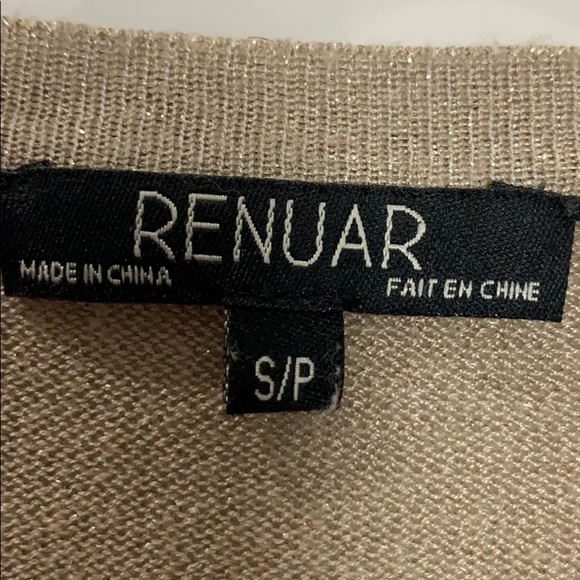 RENUAR
MADE IN CHINA
FAIT EN CHINE
S/P